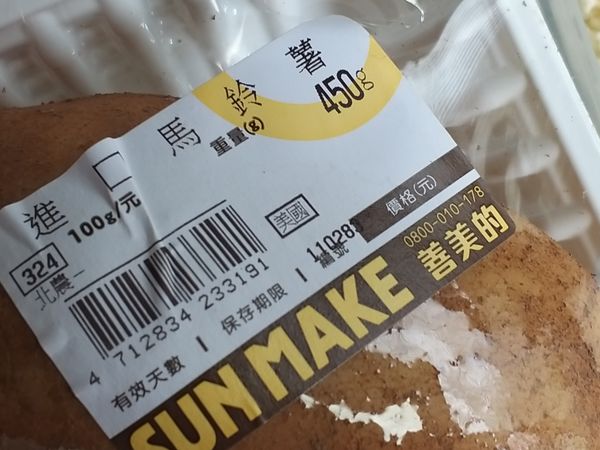 進口馬鈴薯
100g/元
重量(g)
450g
324
北農一
美國
價格(元)
4 712834 233191
有效天數
保存期限
編號
0800-010-178
SUN MAKE 善美的